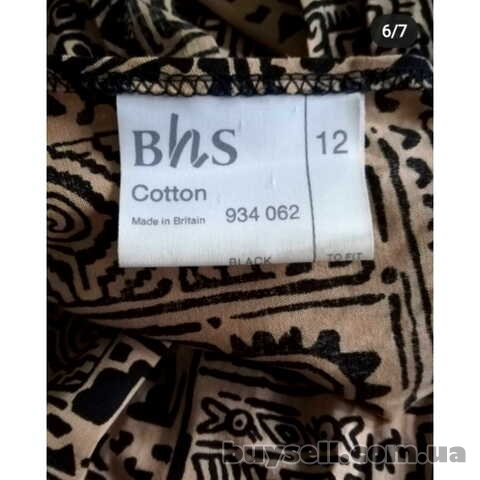 6/7
BhS
12
Cotton
Made in Britain 934 062
BLACK
TO FIT
buysell.com.ua